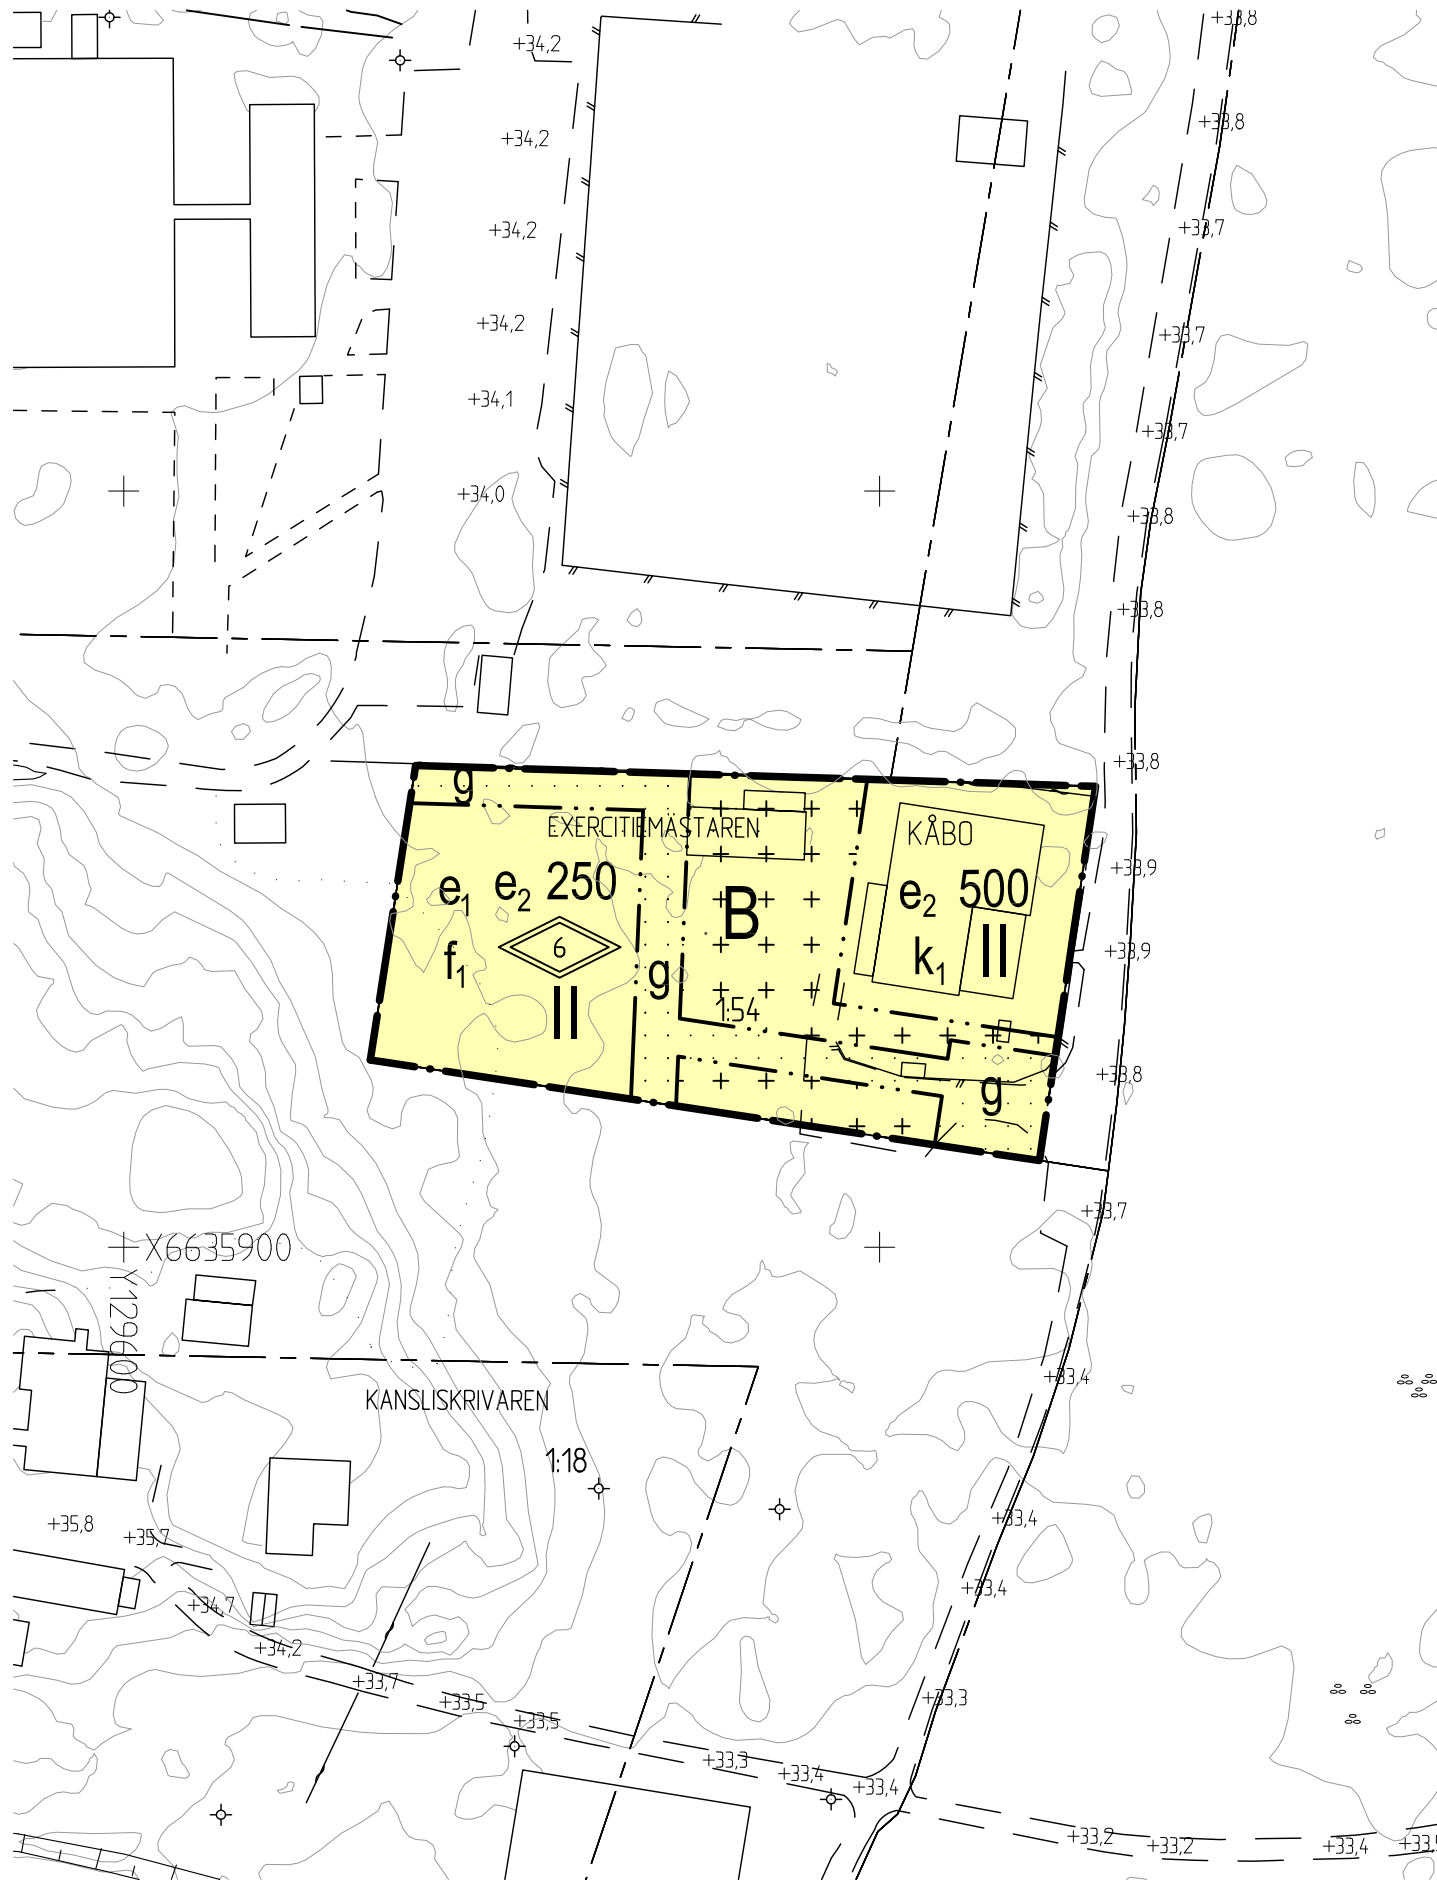 +33,8
+34,2
+33,8
+34,2
+33,7
+34,2
+34,2
+33,7
+34,1
+33,7
+34,0
+33,8
+33,8
+33,8
g
EXERCITIEMÄSTAREN
KÅBO
+33,9
e1 e2 250
e2 500
B
6
f1
k1
II
+33,9
g
1:54
II
+33,8
g
+33,7
X6635900
Y129600
+33,4
KANSLISKRIVAREN
1:18
+35,8
+35,7
+33,4
+33,4
+34,7
+34,2
+33,7
+33,5
+33,3
+33,5
+33,3
+33,4
+33,4
+33,2
+33,2
+33,4